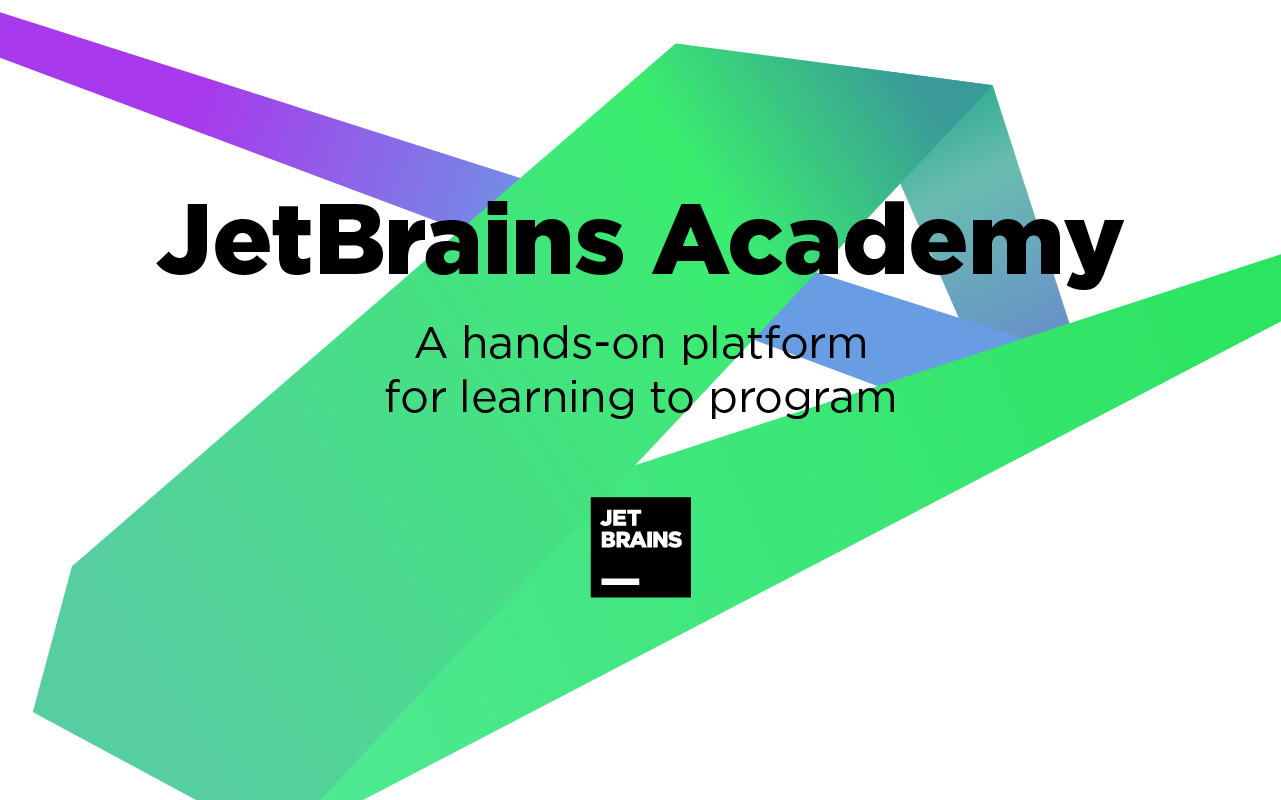 JetBrains Academy
A hands-on platform
for learning to program
JET
BRAINS